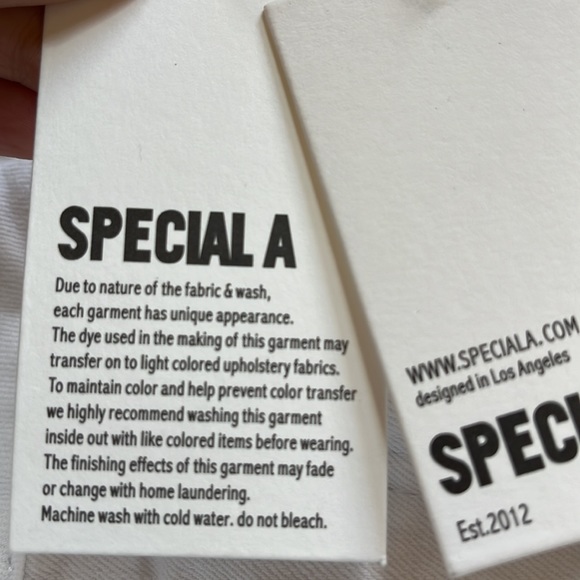 SPECIAL A
Due to nature of the fabric & wash,
each garment has unique appearance.
The dye used in the making of this garment may
transfer on to light colored upholstery fabrics.
To maintain color and help prevent color transfer
we highly recommend washing this garment
inside out with like colored items before wearing.
The finishing effects of this garment may fade
or change with home laundering.
Machine wash with cold water. do not bleach.
WWW.SPECIALA.COM
designed in Los Angeles
SPECI
Est.2012